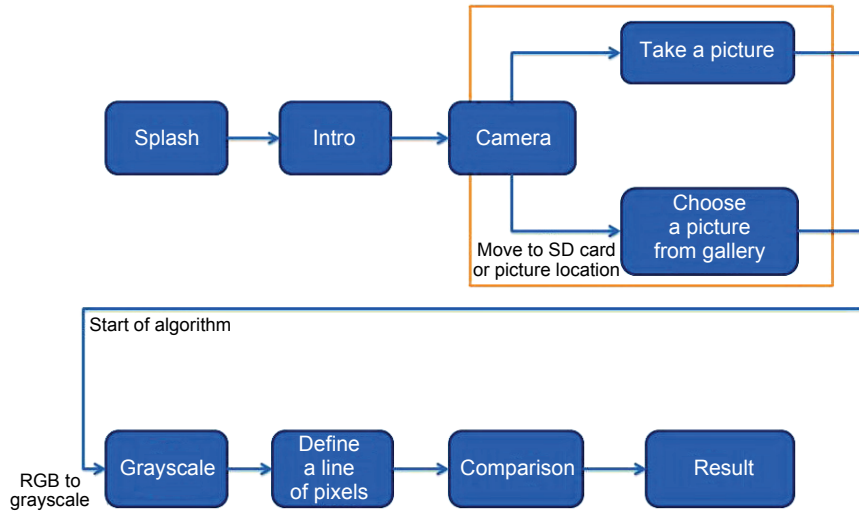 Take a picture
Splash
Intro
Camera
Choose
a picture
from gallery
Move to SD card
or picture location
Start of algorithm
RGB to
grayscale
Grayscale
Define
a line
of pixels
Comparison
Result